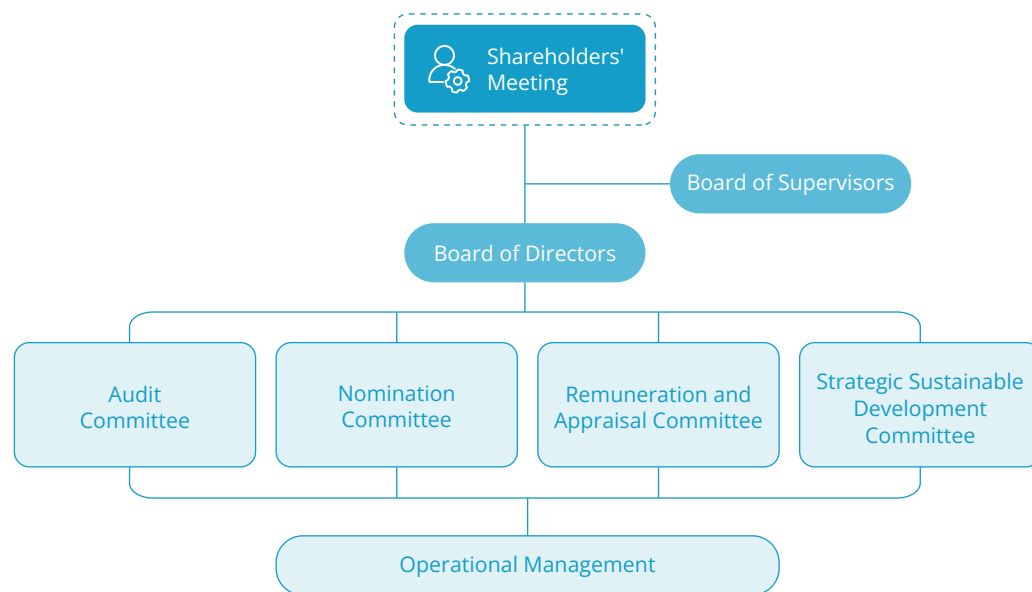 Shareholders'
Meeting
Board of Supervisors
Board of Directors
Audit
Committee
Nomination
Committee
Remuneration and
Appraisal Committee
Strategic Sustainable
Development
Committee
Operational Management